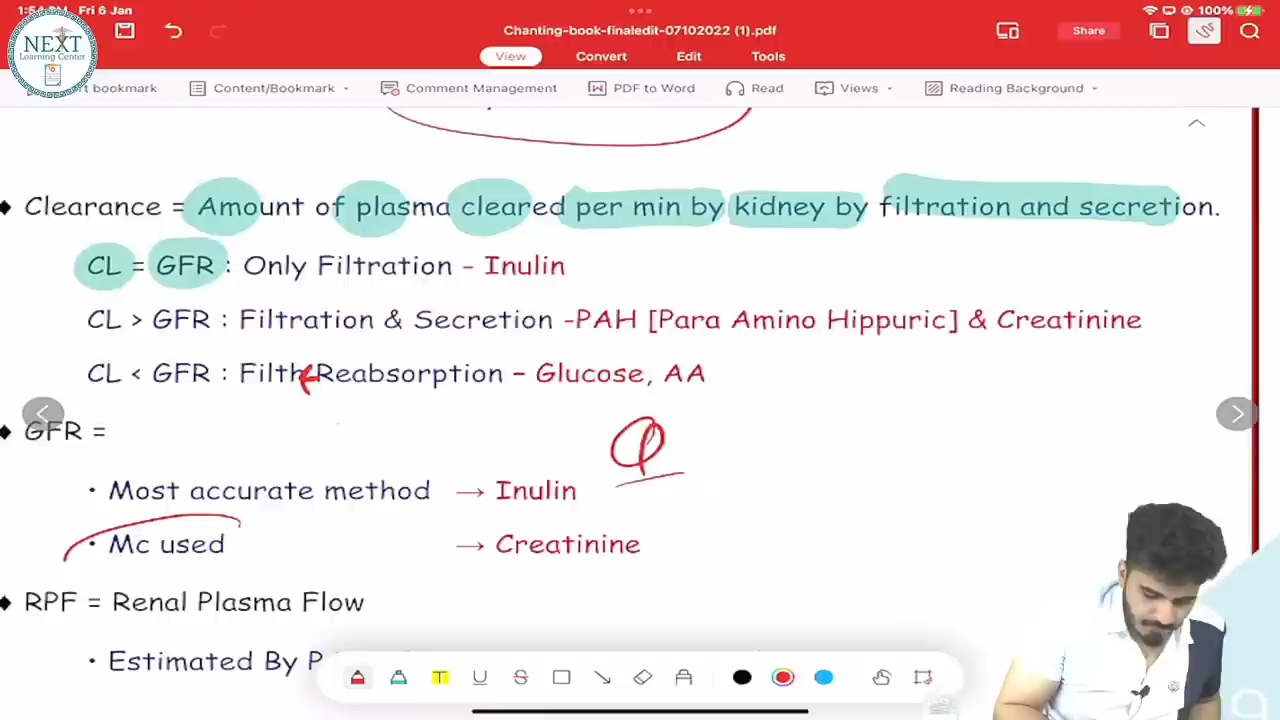 1:54 PM Fri 6 Jan
100%
NEXT
Learning Center
Chanting-book-finaledit-07102022 (1).pdf
Share
View Convert Edit Tools
bookmark Content/Bookmark Comment Management PDF to Word Read Views Reading Background
◆ Clearance = Amount of plasma cleared per min by kidney by filtration and secretion.
CL = GFR : Only Filtration - Inulin
CL > GFR : Filtration & Secretion -PAH [Para Amino Hippuric] & Creatinine
CL < GFR : Filth Reabsorption – Glucose, AA
◆ GFR =
• Most accurate method → Inulin
• Mc used → Creatinine
◆ RPF = Renal Plasma Flow
• Estimated By P